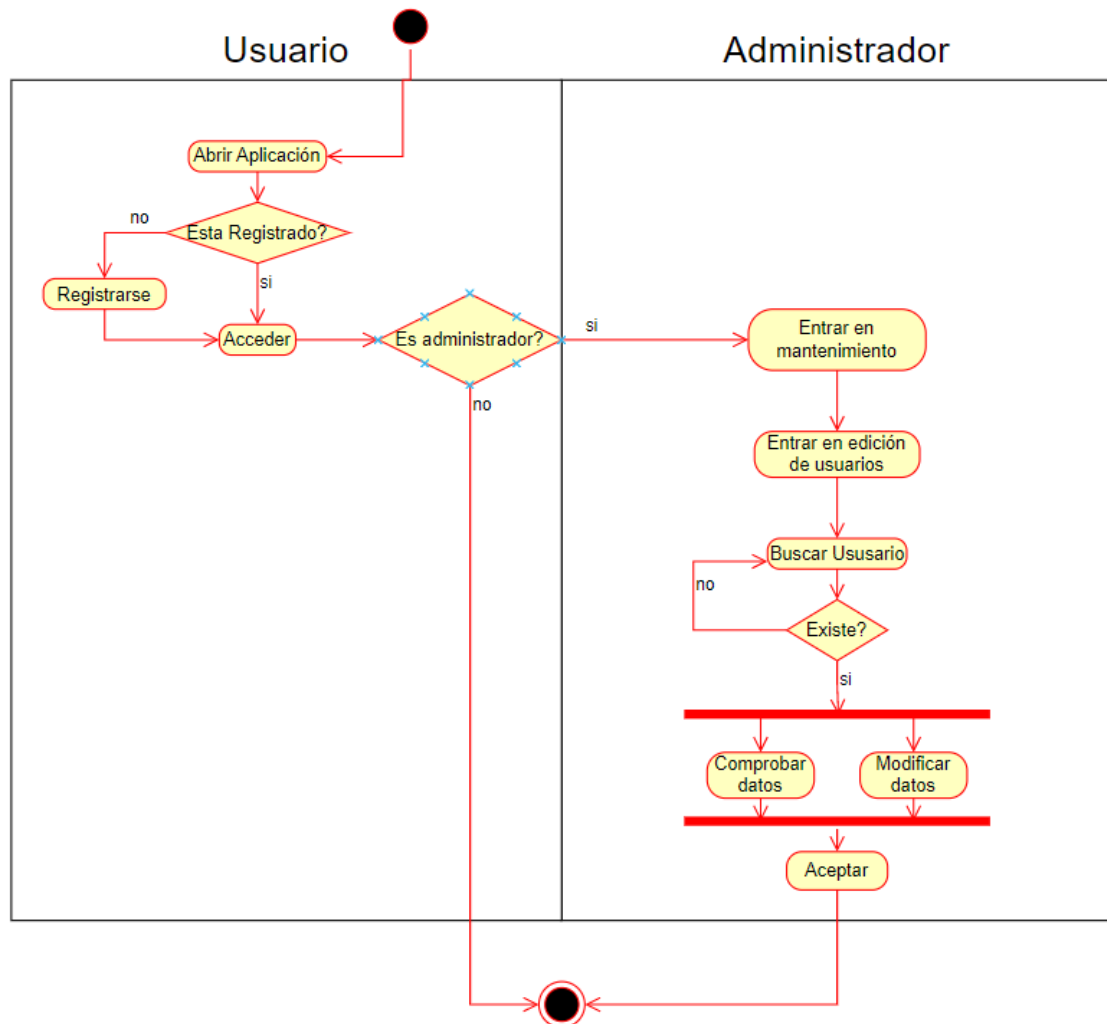 Usuario
Administrador
Abrir Aplicación
no
Esta Registrado?
si
Registrarse
Acceder
Es administrador?
si
no
Entrar en
mantenimiento
Entrar en edición
de usuarios
Buscar Ususario
no
Existe?
si
Comprobar
datos
Modificar
datos
Aceptar